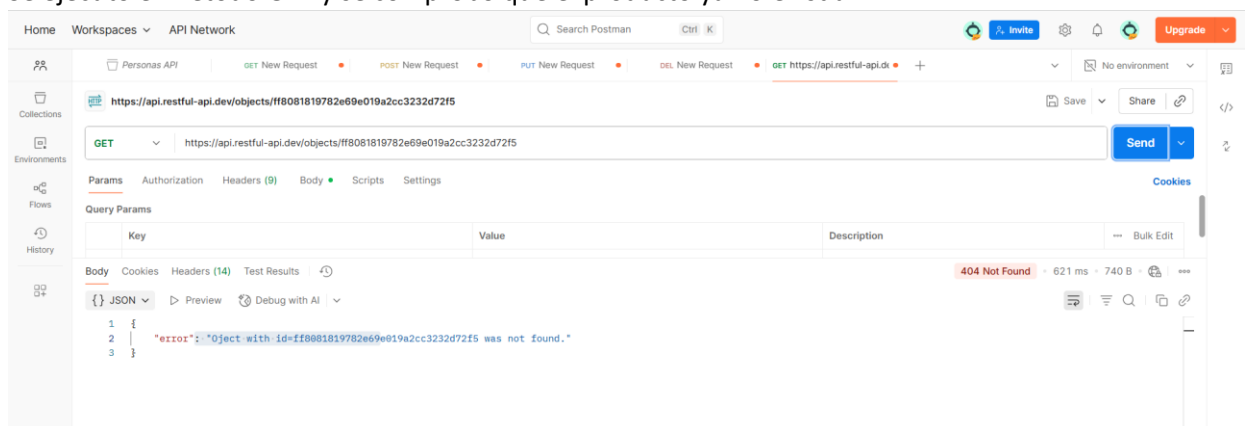 Home Workspaces API Network Search Postman Ctrl K Invite Upgrade
Personas API GET New Request POST New Request PUT New Request DEL New Request GET https://api.restful-api.de No environment
HTTP https://api.restful-api.dev/objects/ff8081819782e69e019a2cc3232d72f5 Save Share
GET https://api.restful-api.dev/objects/ff8081819782e69e019a2cc3232d72f5 Send
Collections
Environments
Flows
History
Params Authorization Headers (9) Body Scripts Settings Cookies
Query Params
Key Value Description Bulk Edit
Body Cookies Headers (14) Test Results 404 Not Found 621 ms 740 B
{} JSON Preview Debug with AI
1 {
2 "error": "Oject with id=ff8081819782e69e019a2cc3232d72f5 was not found."
3 }